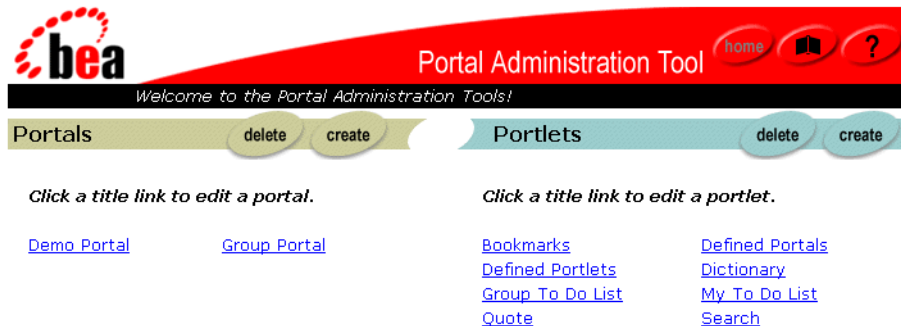 bea
Portal Administration Tool
home
?
Welcome to the Portal Administration Tools!
Portals
delete
create
Portlets
delete
create
Click a title link to edit a portal.
Click a title link to edit a portlet.
Demo Portal
Group Portal
Bookmarks
Defined Portals
Defined Portlets
Dictionary
Group To Do List
My To Do List
Quote
Search